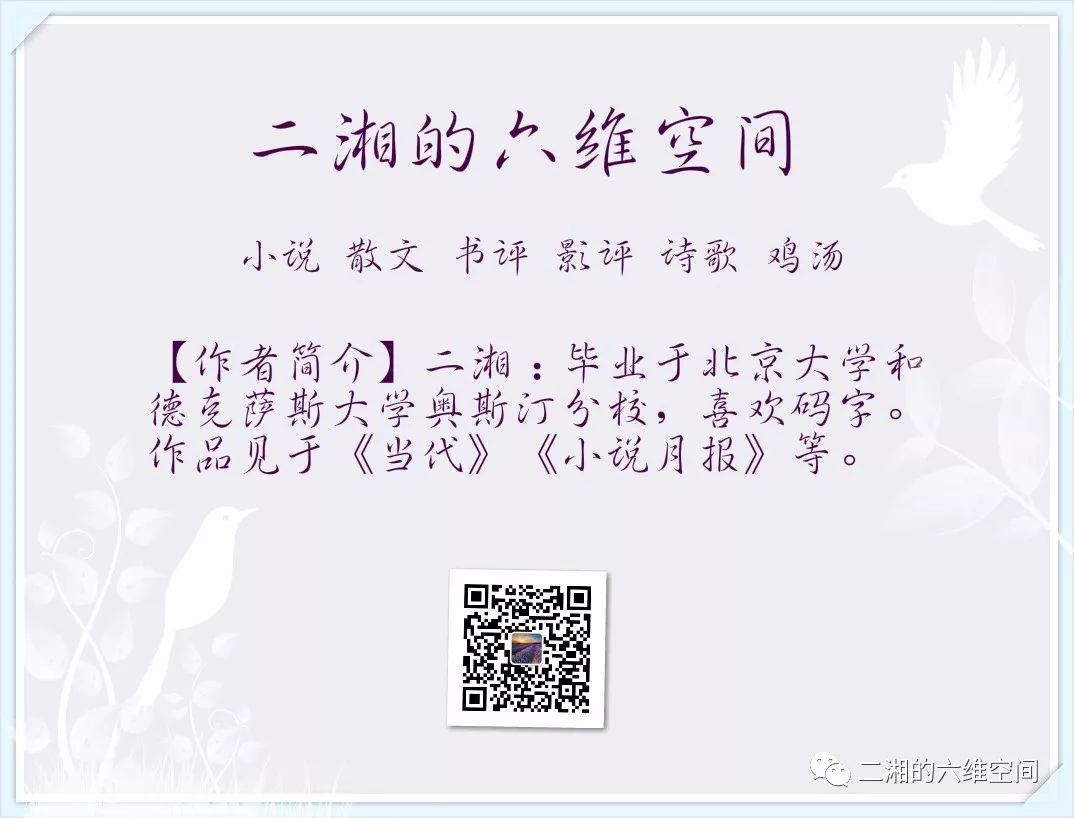 二湘的六维空间
小说 散文 书评 影评 诗歌 鸡汤
【作者简介】二湘:毕业于北京大学和
德克萨斯大学奥斯汀分校，喜欢码字。
作品见于《当代》《小说月报》等。
二湘的六维空间